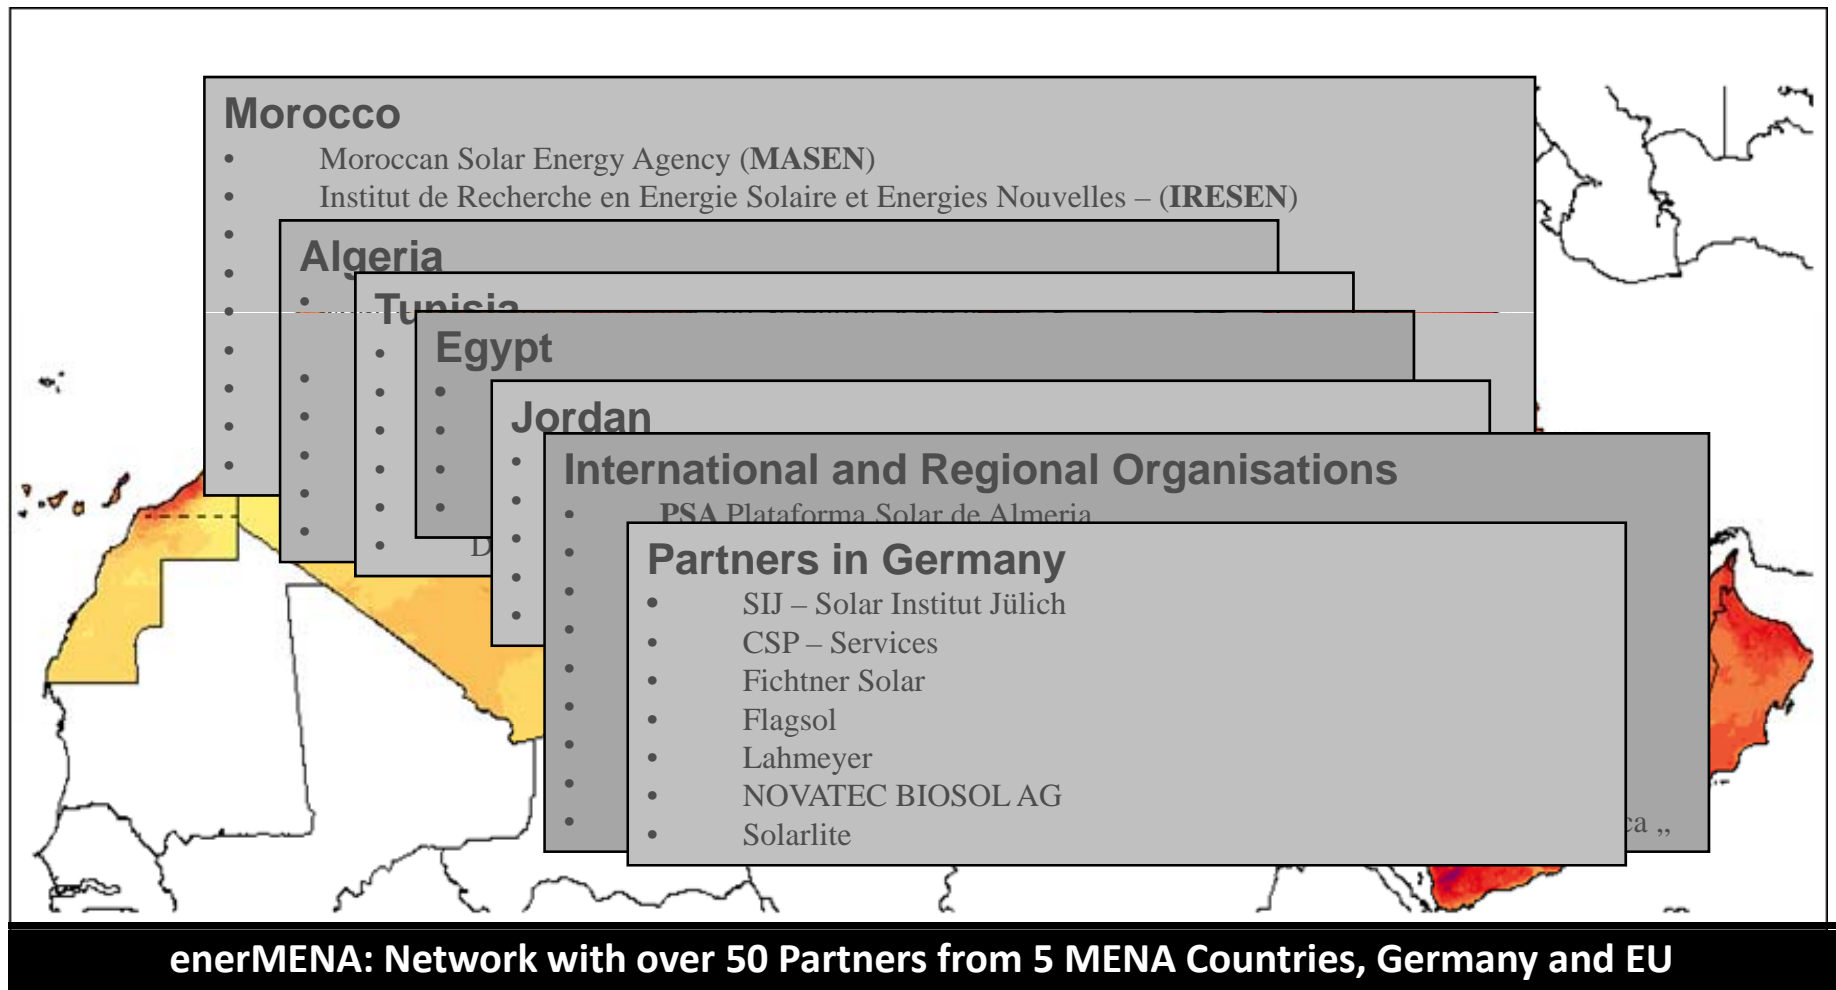 Morocco
• Moroccan Solar Energy Agency (MASEN)
• Institut de Recherche en Energie Solaire et Energies Nouvelles – (IRESEN)
Algeria
Tunisia
Egypt
Jordan
International and Regional Organisations
• PSA Plataforma Solar de Almeria
Partners in Germany
• SIJ – Solar Institut Jülich
• CSP – Services
• Fichtner Solar
• Flagsol
• Lahmeyer
• NOVATEC BIOSOL AG
• Solarlite
ca „
enerMENA: Network with over 50 Partners from 5 MENA Countries, Germany and EU